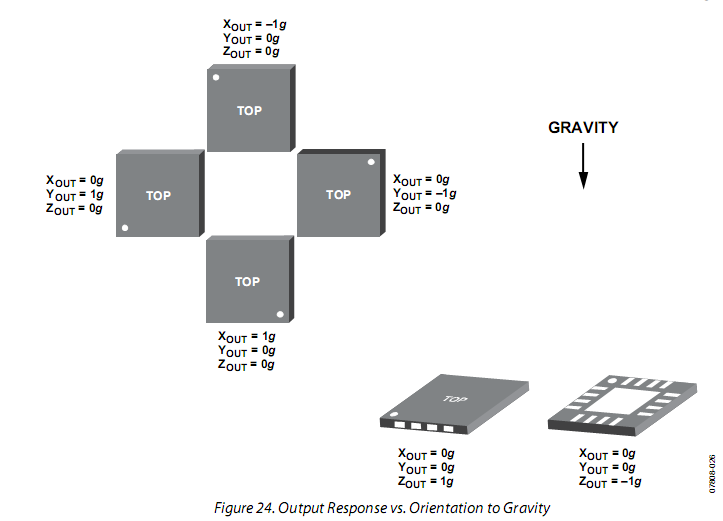 XOUT = –1g
YOUT = 0g
ZOUT = 0g
TOP
GRAVITY
XOUT = 0g
YOUT = 1g
ZOUT = 0g
TOP
TOP
XOUT = 0g
YOUT = –1g
ZOUT = 0g
TOP
XOUT = 1g
YOUT = 0g
ZOUT = 0g
TOP
XOUT = 0g
YOUT = 0g
ZOUT = 1g
XOUT = 0g
YOUT = 0g
ZOUT = –1g
07808-026
Figure 24. Output Response vs. Orientation to Gravity